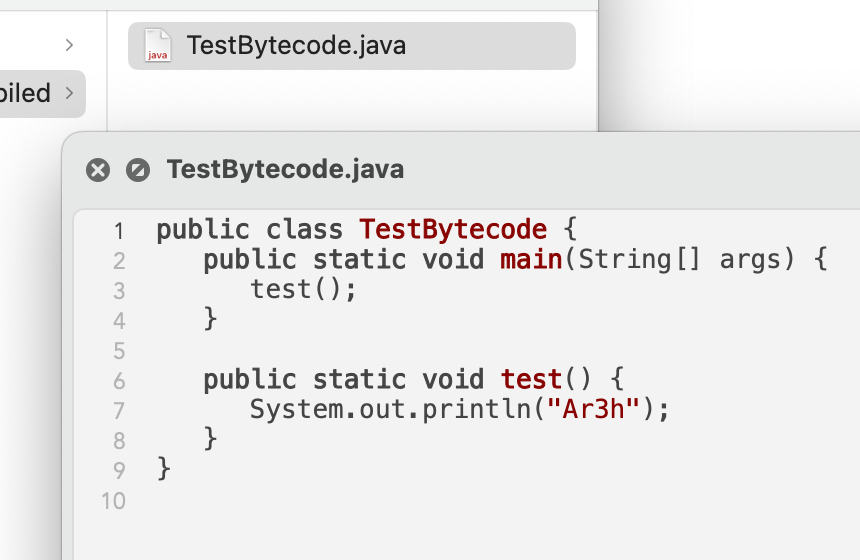 java
TestBytecode.java
piled
TestBytecode.java
1 public class TestBytecode {
2 public static void main(String[] args) {
3 test();
4 }
5
6 public static void test() {
7 System.out.println("Ar3h");
8 }
9 }
10